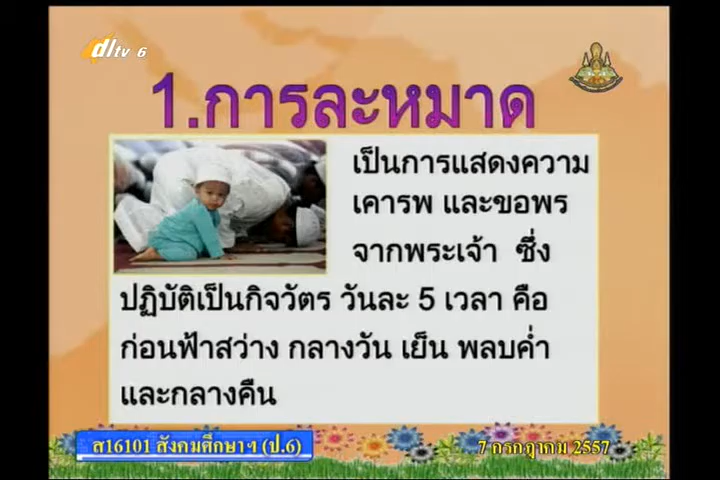 dltv 6
1.การละหมาด
เป็นการแสดงความ
เคารพ และขอพร
จากพระเจ้า ซึ่ง
ปฏิบัติเป็นกิจวัตร วันละ 5 เวลา คือ
ก่อนฟ้าสว่าง กลางวัน เย็น พลบค่ำ
และกลางคืน
ส16101 สังคมศึกษาฯ (ป.6)
7 กรกฎาคม 2557